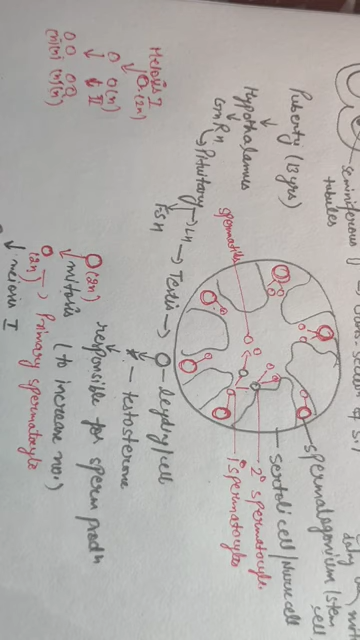 seminiferous
tubules
Puberty (13 yrs)
Hypothalamus
GnRH
Pituitary → LH → Testis → O - leydig cell
FSH
testosterone
responsible for sperm prodn
spermatids
spermatogonium / stem
cell
sertoli cell / Nurse cell
2° spermatocyte
1° spermatocyte
Meiosis I
O (2n)
O O (n)
II
O O O O
(n) (n) (n) (n)
O (2n)
mitosis (to increase no.)
O → Primary spermatocyte
(2n)
meiosis I